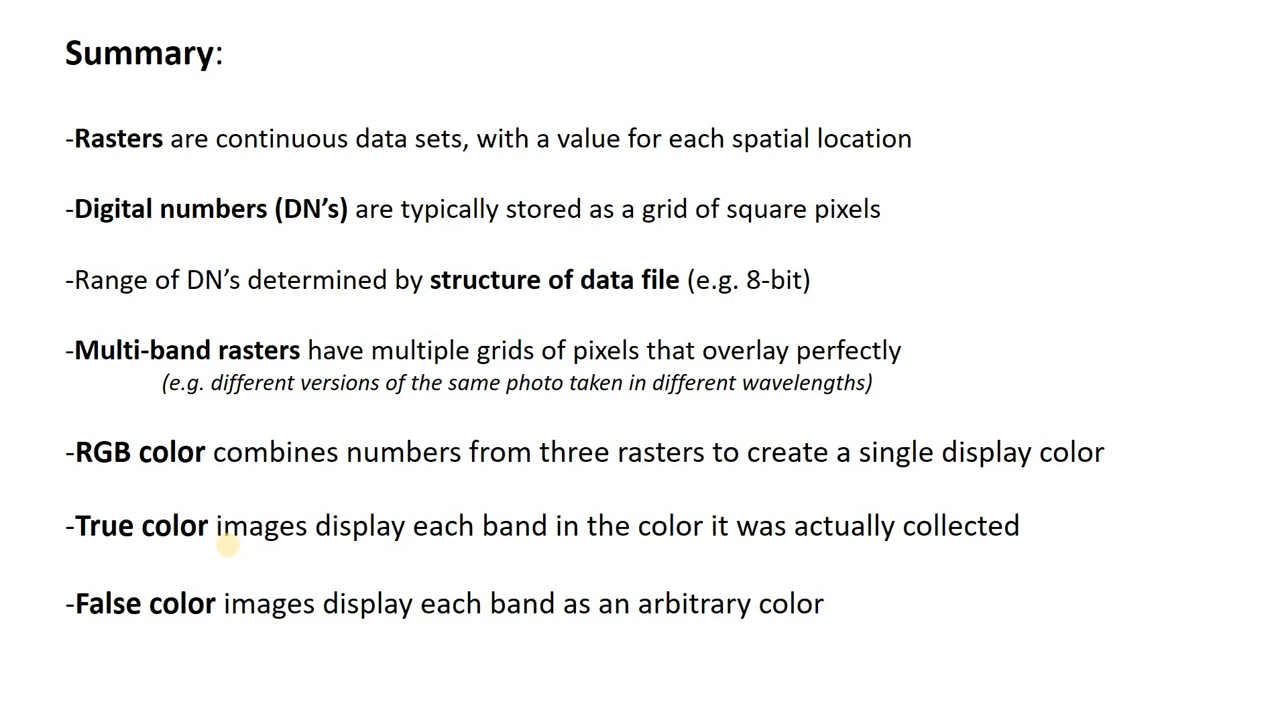 Summary:
-Rasters are continuous data sets, with a value for each spatial location
-Digital numbers (DN’s) are typically stored as a grid of square pixels
-Range of DN’s determined by structure of data file (e.g. 8-bit)
-Multi-band rasters have multiple grids of pixels that overlay perfectly
(e.g. different versions of the same photo taken in different wavelengths)
-RGB color combines numbers from three rasters to create a single display color
-True color images display each band in the color it was actually collected
-False color images display each band as an arbitrary color